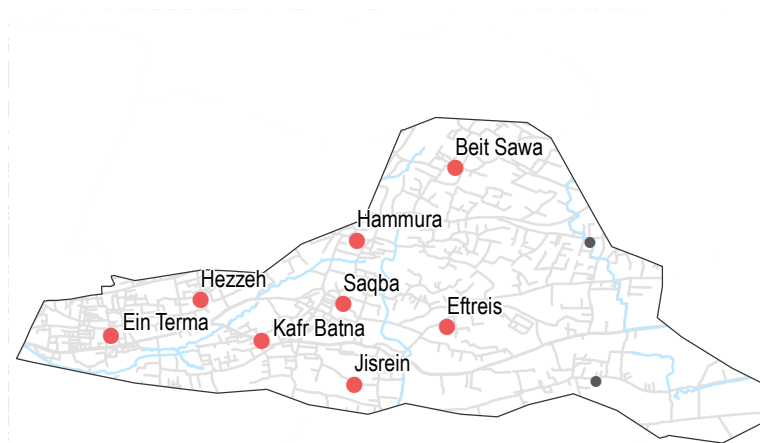 Beit Sawa
Hammura
Hezzeh
Saqba
Eftreis
Ein Terma
Kafr Batna
Jisrein